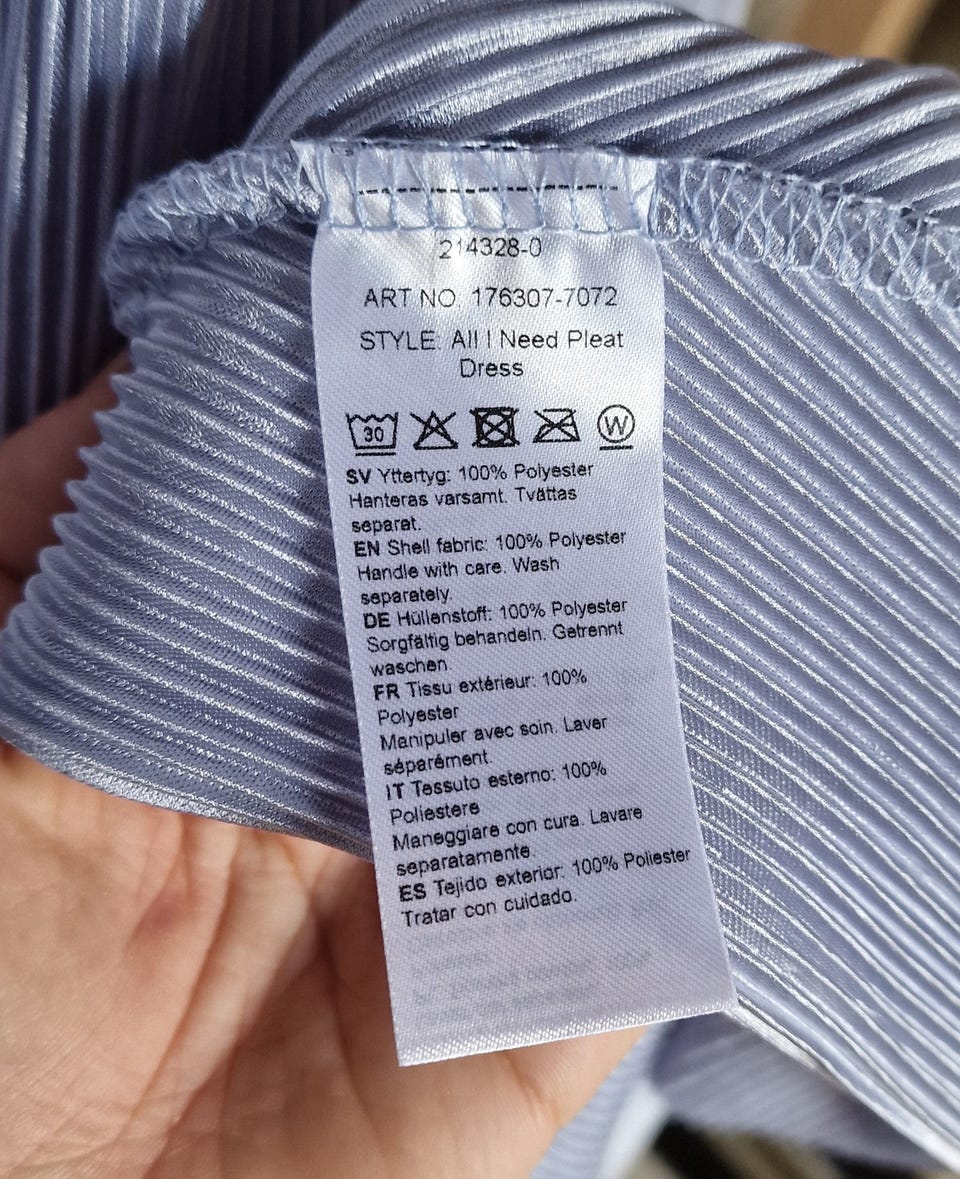 214328-0
ART NO. 176307-7072
STYLE: All I Need Pleat
Dress
30 W
SV Yttertyg: 100% Polyester
Hanteras varsamt. Tvättas
separat.
EN Shell fabric: 100% Polyester
Handle with care. Wash
separately.
DE Hüllenstoff: 100% Polyester
Sorgfältig behandeln. Getrennt
waschen.
FR Tissu extérieur: 100%
Polyester
Manipuler avec soin. Laver
séparément.
IT Tessuto esterno: 100%
Poliestere
Maneggiare con cura. Lavare
separatamente.
ES Tejido exterior: 100% Poliester
Tratar con cuidado.